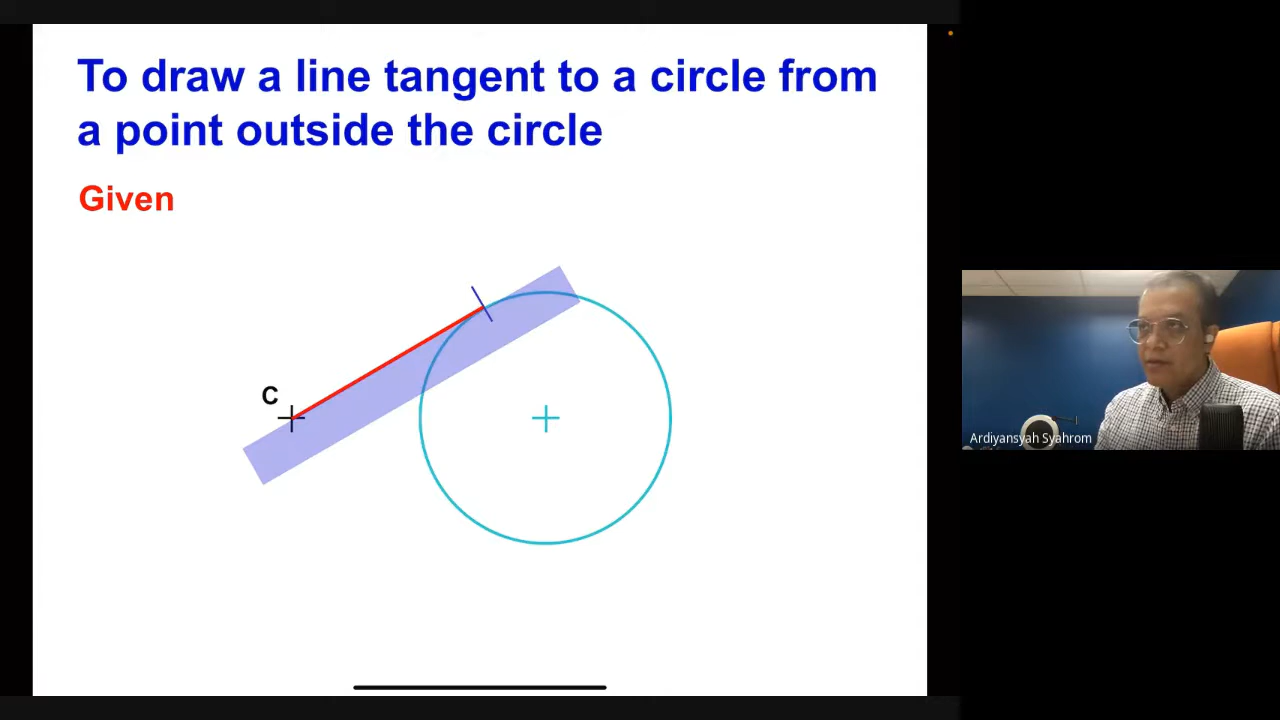 To draw a line tangent to a circle from
a point outside the circle
Given
C
Ardiyansyah Syahrom